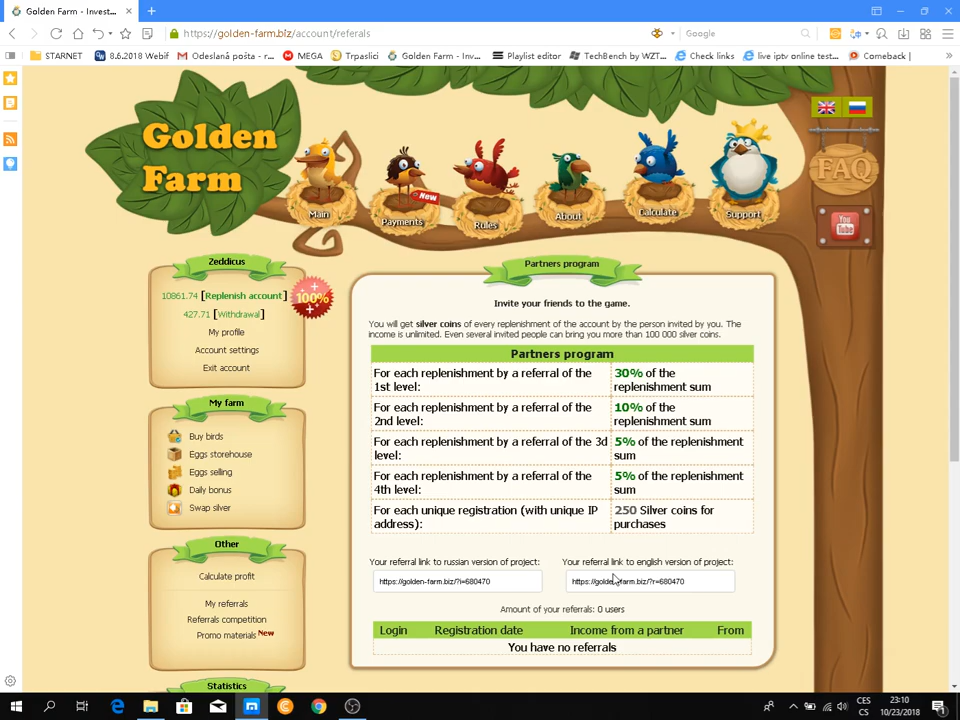 Golden Farm - Invest...
https://golden-farm.biz/account/referals
Google
STARNET
8.6.2018 Webif
Odeslaná pošta - r...
MEGA
Trpaslici
Golden Farm - Inv...
Playlist editor
TechBench by WZT...
Check links
live iptv online test...
Comeback |
Golden
Farm
Main
Payments
New
Rules
About
Calculate
Support
FAQ
You
Tube
Zeddicus
10861.74 [Replenish account]
100%
427.71 [Withdrawal]
My profile
Account settings
Exit account
My farm
Buy birds
Eggs storehouse
Eggs selling
Daily bonus
Swap silver
Other
Calculate profit
My referrals
Referrals competition
Promo materials New
Statistics
Partners program
Invite your friends to the game.
You will get silver coins of every replenishment of the account by the person invited by you. The
income is unlimited. Even several invited people can bring you more than 100 000 silver coins.
Partners program
For each replenishment by a referral of the
1st level:
30% of the
replenishment sum
For each replenishment by a referral of the
2nd level:
10% of the
replenishment sum
For each replenishment by a referral of the 3d
level:
5% of the replenishment
sum
For each replenishment by a referral of the
4th level:
5% of the replenishment
sum
For each unique registration (with unique IP
address):
250 Silver coins for
purchases
Your referral link to russian version of project:
https://golden-farm.biz/?i=680470
Your referral link to english version of project:
https://golden-farm.biz/?r=680470
Amount of your referrals: 0 users
Login Registration date Income from a partner From
You have no referrals
CES
CS
23:10
10/23/2018